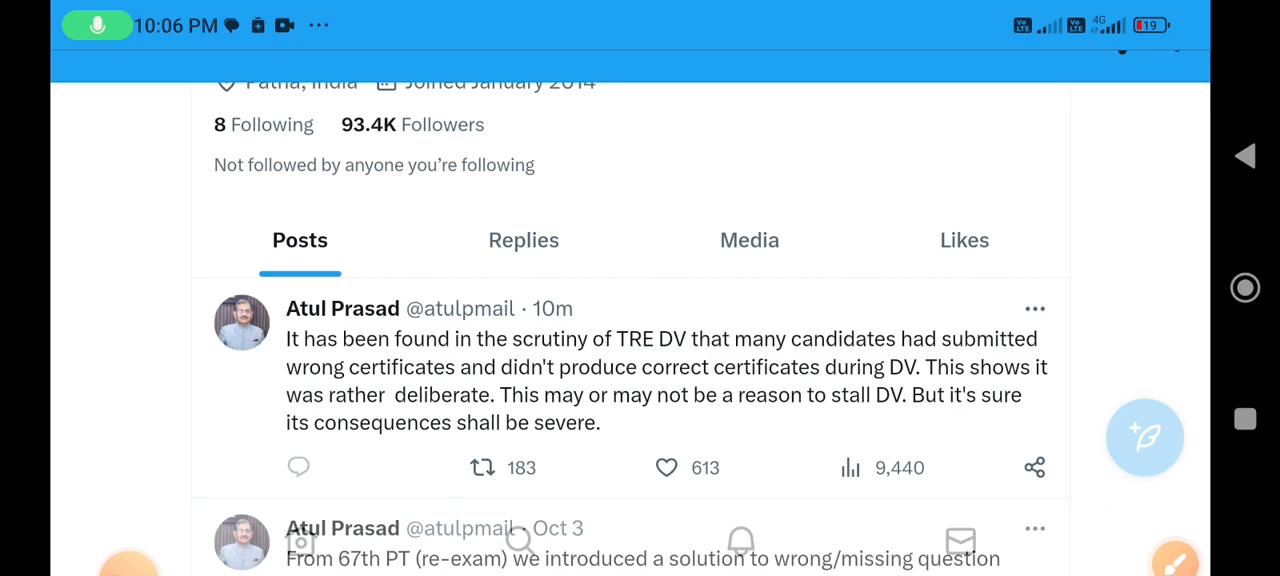 10:06 PM
Vo LTE Vo LTE 4G 19
Patna, India Joined January 2014
8 Following 93.4K Followers
Not followed by anyone you're following
Posts Replies Media Likes
Atul Prasad @atulpmail · 10m
It has been found in the scrutiny of TRE DV that many candidates had submitted
wrong certificates and didn't produce correct certificates during DV. This shows it
was rather deliberate. This may or may not be a reason to stall DV. But it's sure
its consequences shall be severe.
183 613 9,440
Atul Prasad @atulpmail · Oct 3
From 67th PT (re-exam) we introduced a solution to wrong/missing question